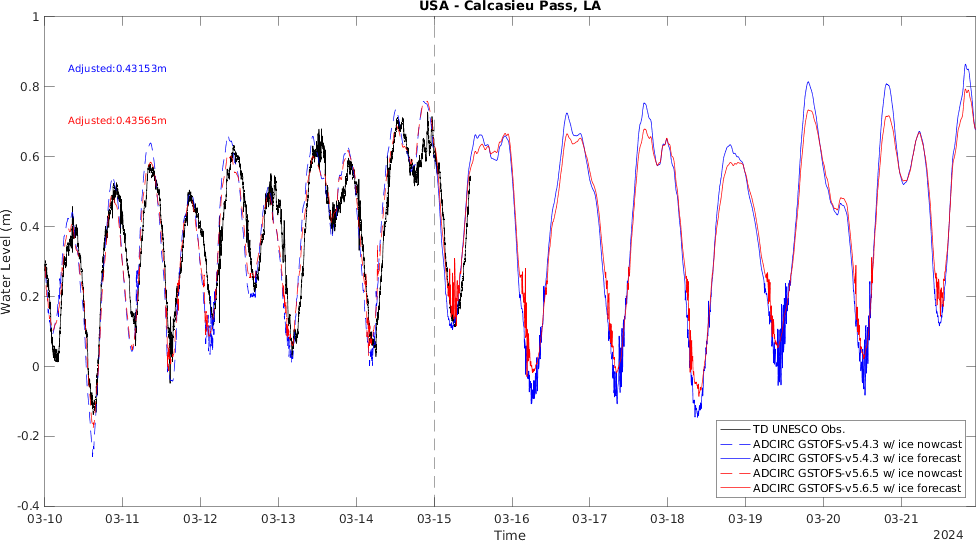 USA - Calcasieu Pass, LA
1
0.8
0.6
0.4
0.2
0
-0.2
-0.4
Water Level (m)
Adjusted:0.43153m
Adjusted:0.43565m
TD UNESCO Obs.
ADCIRC GSTOFS-v5.4.3 w/ ice nowcast
ADCIRC GSTOFS-v5.4.3 w/ ice forecast
ADCIRC GSTOFS-v5.6.5 w/ ice nowcast
ADCIRC GSTOFS-v5.6.5 w/ ice forecast
03-10 03-11 03-12 03-13 03-14 03-15 03-16 03-17 03-18 03-19 03-20 03-21
Time
2024